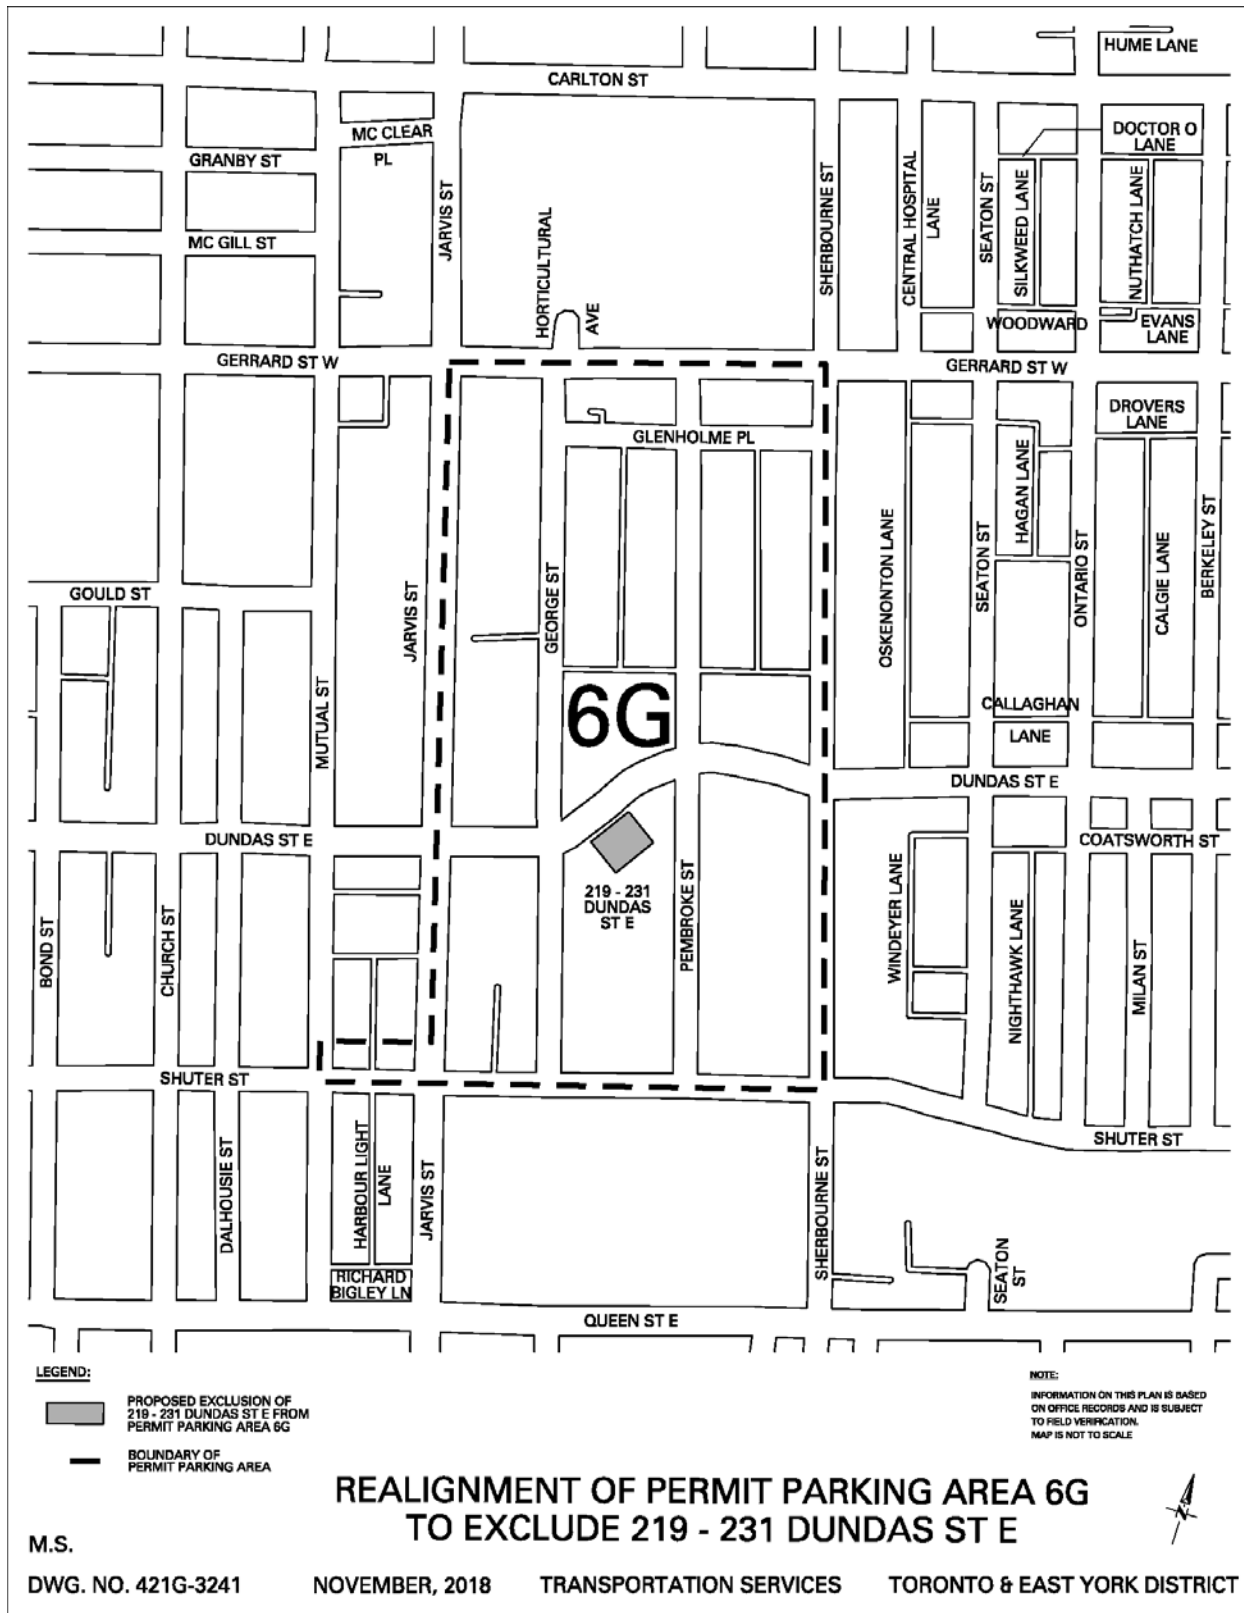 HUME LANE
CARLTON ST
MC CLEAR
PL
DOCTOR O
LANE
GRANBY ST
MC GILL ST
JARVIS ST
HORTICULTURAL
AVE
SHERBOURNE ST
CENTRAL HOSPITAL
LANE
SEATON ST
SILKWEED LANE
NUTHATCH LANE
WOODWARD
EVANS
LANE
GERRARD ST W
GERRARD ST W
DROVERS
LANE
GLENHOLME PL
HAGAN LANE
GOULD ST
JARVIS ST
GEORGE ST
OSKENONTON LANE
SEATON ST
ONTARIO ST
CALGIE LANE
BERKELEY ST
MUTUAL ST
6G
CALLAGHAN
LANE
DUNDAS ST E
DUNDAS ST E
COATSWORTH ST
219 - 231
DUNDAS
ST E
BOND ST
CHURCH ST
PEMBROKE ST
WINDEYER LANE
NIGHTHAWK LANE
MILAN ST
SHUTER ST
SHUTER ST
DALHOUSIE ST
HARBOUR LIGHT
LANE
JARVIS ST
SHERBOURNE ST
SEATON
ST
RICHARD
BIGLEY LN
QUEEN ST E
LEGEND:
PROPOSED EXCLUSION OF
219 - 231 DUNDAS ST E FROM
PERMIT PARKING AREA 6G
BOUNDARY OF
PERMIT PARKING AREA
NOTE:
INFORMATION ON THIS PLAN IS BASED
ON OFFICE RECORDS AND IS SUBJECT
TO FIELD VERIFICATION.
MAP IS NOT TO SCALE
REALIGNMENT OF PERMIT PARKING AREA 6G
TO EXCLUDE 219 - 231 DUNDAS ST E
N
M.S.
DWG. NO. 421G-3241
NOVEMBER, 2018
TRANSPORTATION SERVICES
TORONTO & EAST YORK DISTRICT